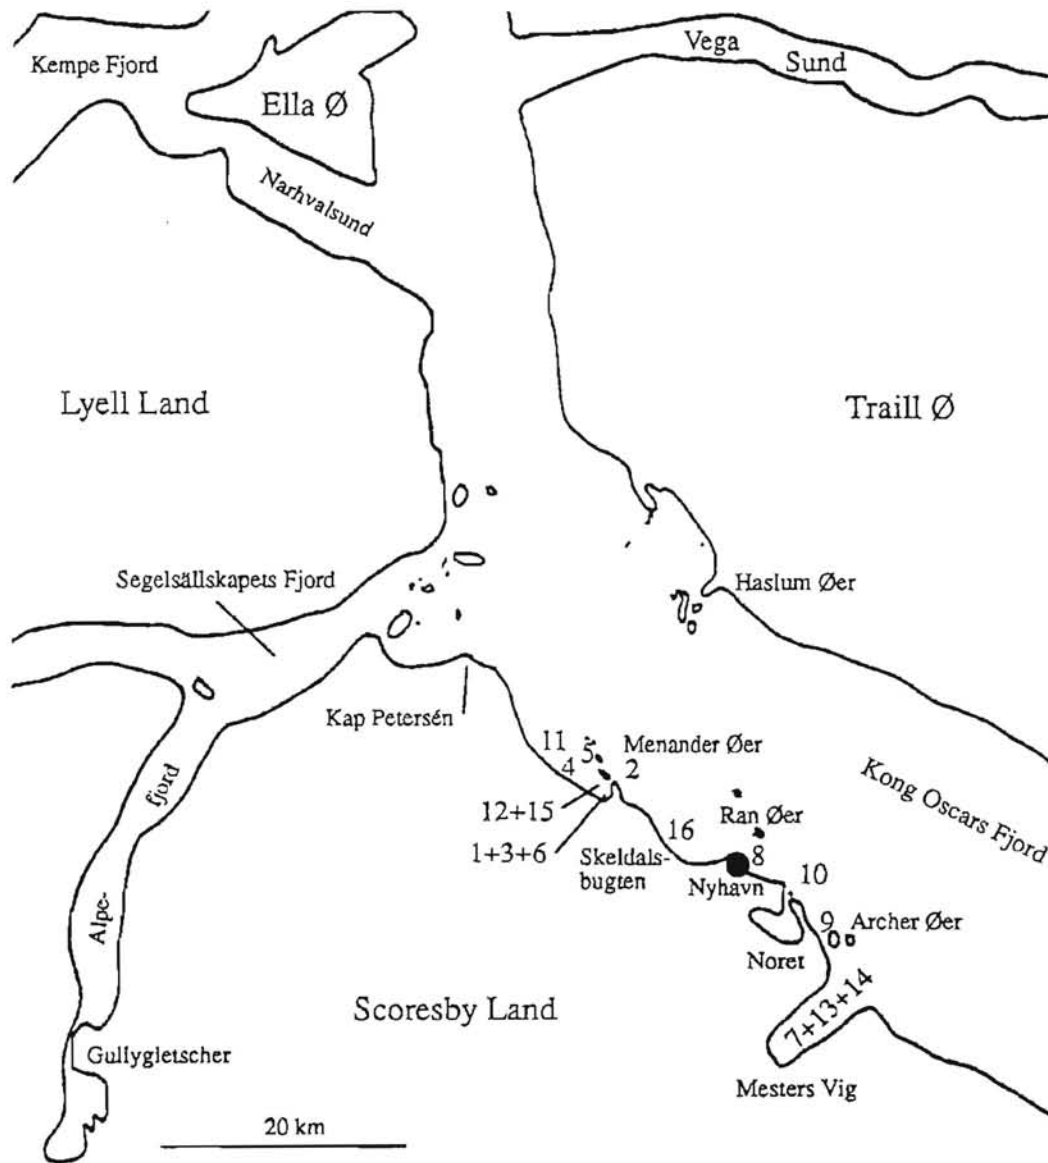 Vega
Sund
Kempe Fjord
Ella Ø
Narhvalsund
Lyell Land
Traill Ø
Segelsällskapets Fjord
Haslum Øer
Kap Petersén
11
5
Menander Øer
4
2
Kong Oscars Fjord
12+15
Ran Øer
1+3+6
16
Skeldals-
bugten
8
Nyhavn
10
fjord
Alpe-
9
Archer Øer
Noret
Scoresby Land
7+13+14
Gullygletscher
Mesters Vig
20 km